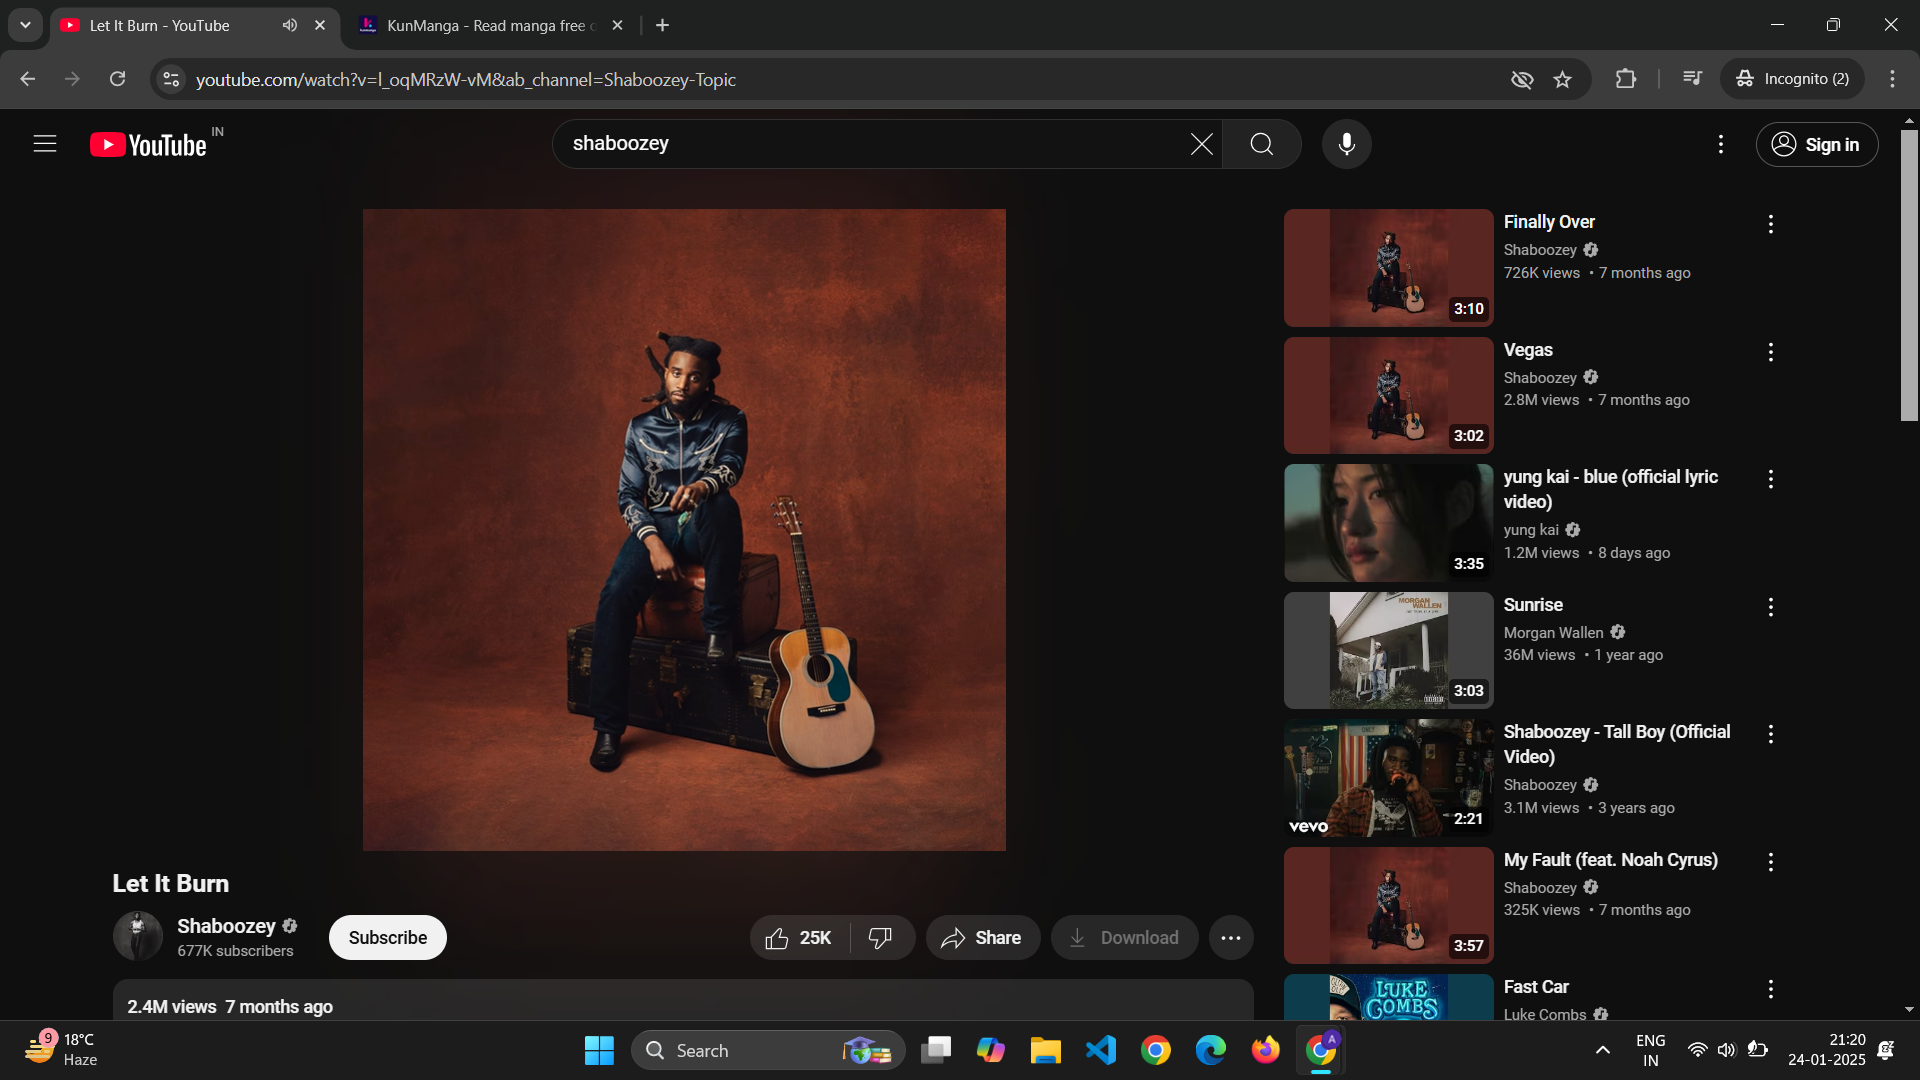 Let It Burn - YouTube
KunManga - Read manga free
youtube.com/watch?v=l_oqMRzW-vM&ab_channel=Shaboozey-Topic
Incognito (2)
YouTube IN
shaboozey
Sign in
Finally Over
Shaboozey
726K views • 7 months ago
3:10
Vegas
Shaboozey
2.8M views • 7 months ago
3:02
yung kai - blue (official lyric
video)
yung kai
1.2M views • 8 days ago
3:35
Sunrise
Morgan Wallen
36M views • 1 year ago
MORGAN
WALLEN
3:03
Shaboozey - Tall Boy (Official
Video)
Shaboozey
3.1M views • 3 years ago
vevo
2:21
My Fault (feat. Noah Cyrus)
Shaboozey
325K views • 7 months ago
3:57
Fast Car
Luke Combs
LUKE
COMBS
Let It Burn
Shaboozey
677K subscribers
Subscribe
25K
Share
Download
2.4M views 7 months ago
9
18°C
Haze
Search
A
ENG
IN
21:20
24-01-2025